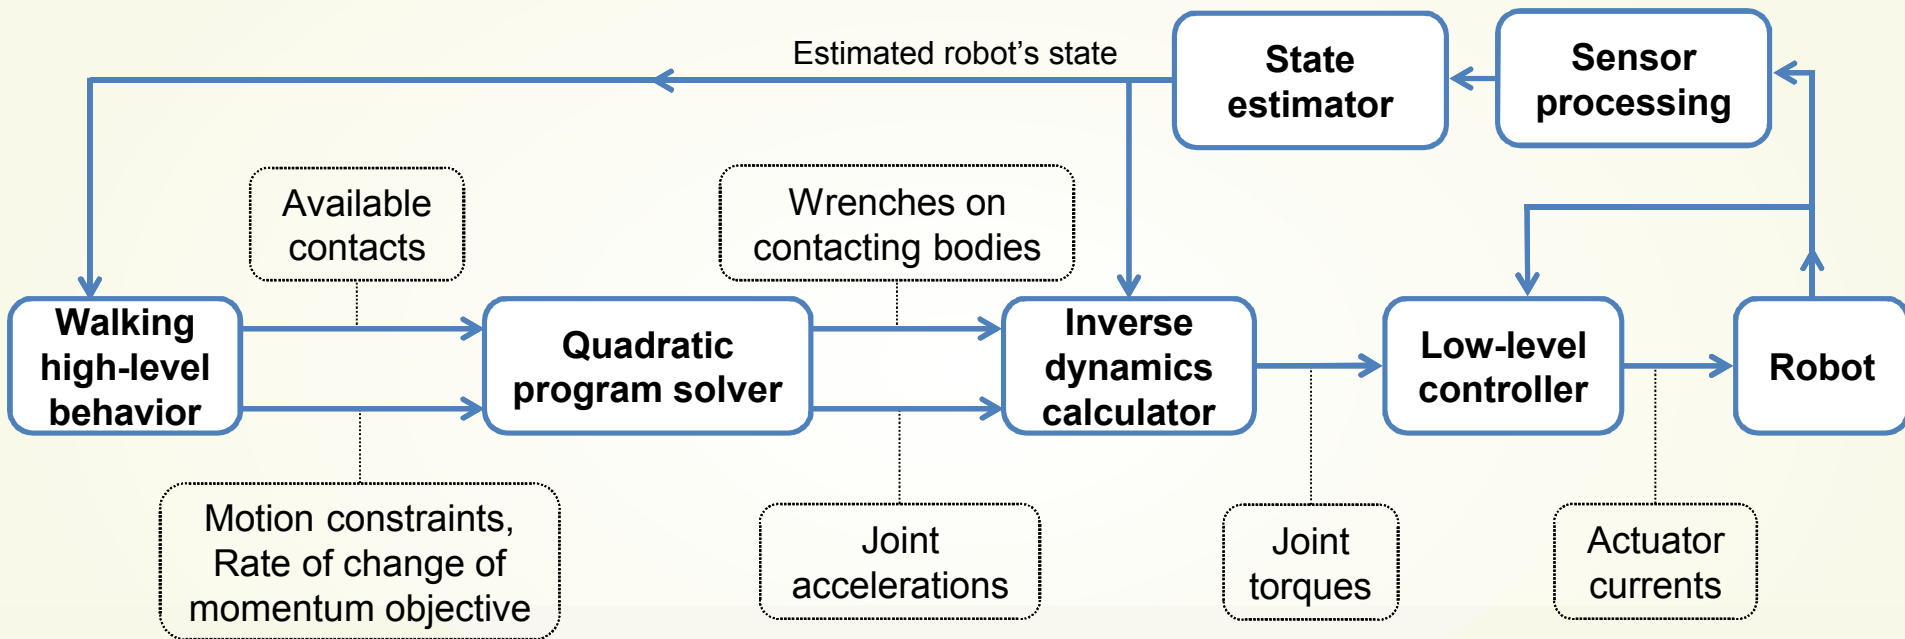 Estimated robot's state
State
estimator
Sensor
processing
Available
contacts
Wrenches on
contacting bodies
Walking
high-level
behavior
Quadratic
program solver
Inverse
dynamics
calculator
Low-level
controller
Robot
Motion constraints,
Rate of change of
momentum objective
Joint
accelerations
Joint
torques
Actuator
currents